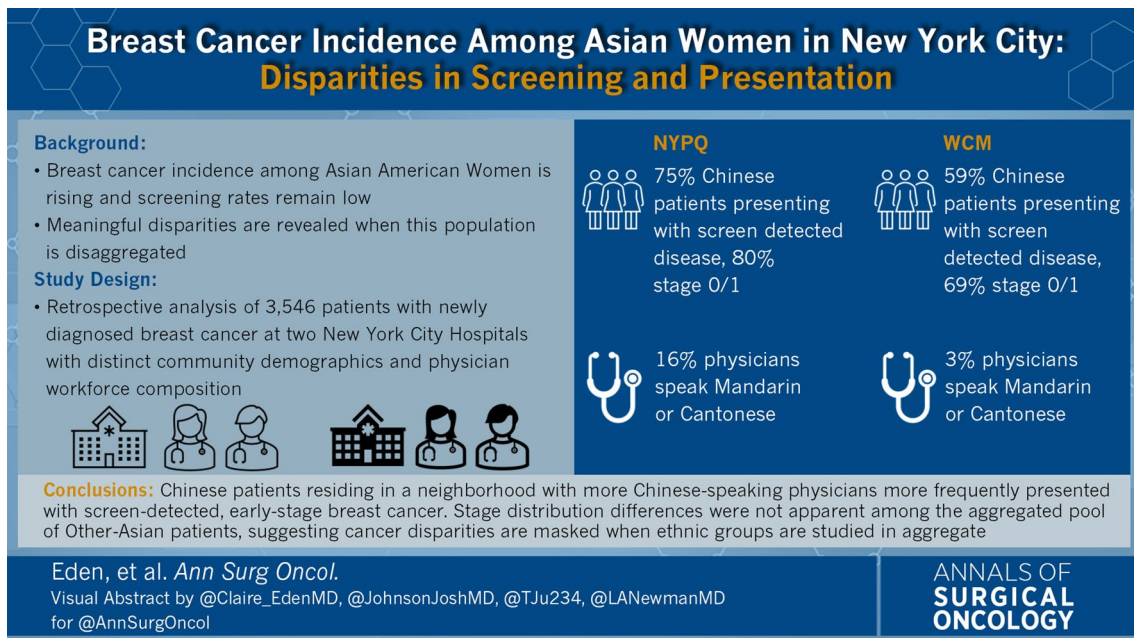 Breast Cancer Incidence Among Asian Women in New York City:
Disparities in Screening and Presentation
Background:
• Breast cancer incidence among Asian American Women is
rising and screening rates remain low
• Meaningful disparities are revealed when this population
is disaggregated
Study Design:
• Retrospective analysis of 3,546 patients with newly
diagnosed breast cancer at two New York City Hospitals
with distinct community demographics and physician
workforce composition
NYPQ
75% Chinese
patients presenting
with screen detected
disease, 80%
stage 0/1
16% physicians
speak Mandarin
or Cantonese
WCM
59% Chinese
patients presenting
with screen
detected disease,
69% stage 0/1
3% physicians
speak Mandarin
or Cantonese
Conclusions: Chinese patients residing in a neighborhood with more Chinese-speaking physicians more frequently presented
with screen-detected, early-stage breast cancer. Stage distribution differences were not apparent among the aggregated pool
of Other-Asian patients, suggesting cancer disparities are masked when ethnic groups are studied in aggregate
Eden, et al. Ann Surg Oncol.
Visual Abstract by @Claire_EdenMD, @JohnsonJoshMD, @TJu234, @LANewmanMD
for @AnnSurgOncol
ANNALS OF
SURGICAL
ONCOLOGY